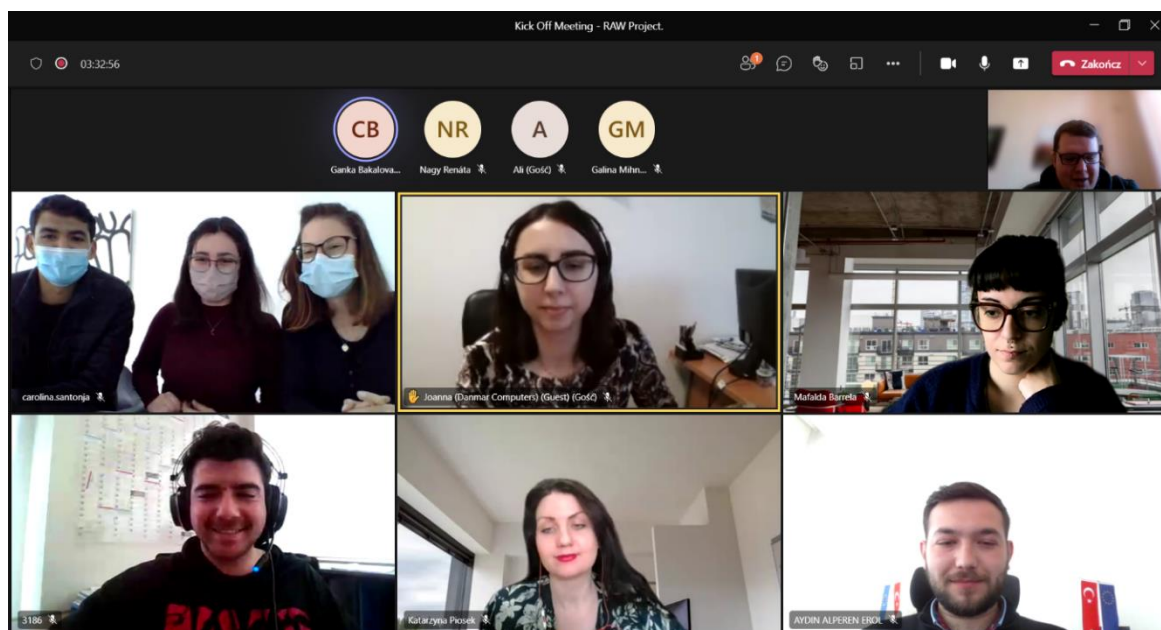 Kick Off Meeting - RAW Project.
03:32:56
1
Zakończ
CB
NR
A
GM
Ganka Bakalova...
Nagy Renáta
Ali (Gość)
Galina Mihn...
carolina.santonja
Joanna (Danmar Computers) (Guest) (Gość)
Mafalda Barrela
3186
Katarzyna Piosek
AYDIN ALPEREN EROL